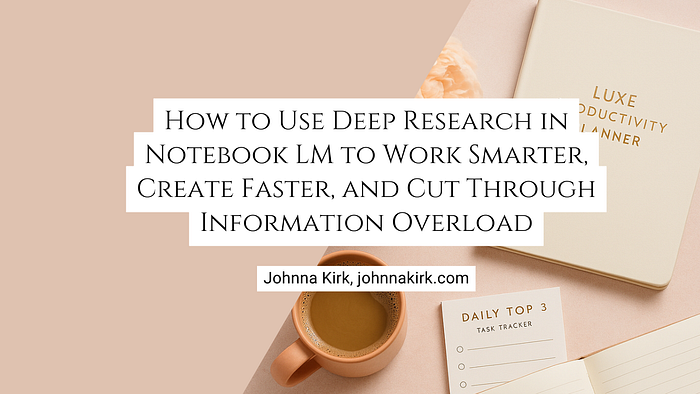 How to Use Deep Research in
Notebook LM to Work Smarter,
Create Faster, and Cut Through
Information Overload
Johnna Kirk, johnnakirk.com
LUXE
PLANNER
DAILY TOP 3
TASK TRACKER